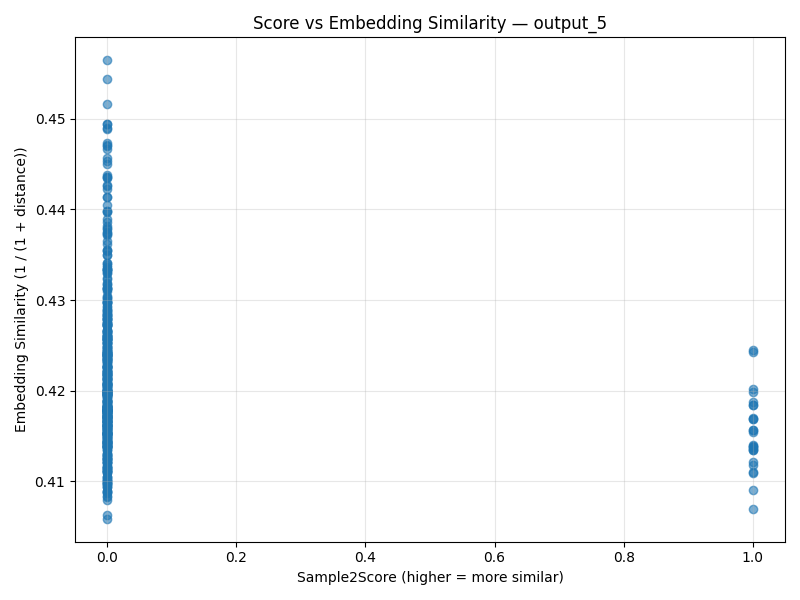 Score vs Embedding Similarity — output_5
Embedding Similarity (1 / (1 + distance))
0.45
0.44
0.43
0.42
0.41
0.0 0.2 0.4 0.6 0.8 1.0
Sample2Score (higher = more similar)